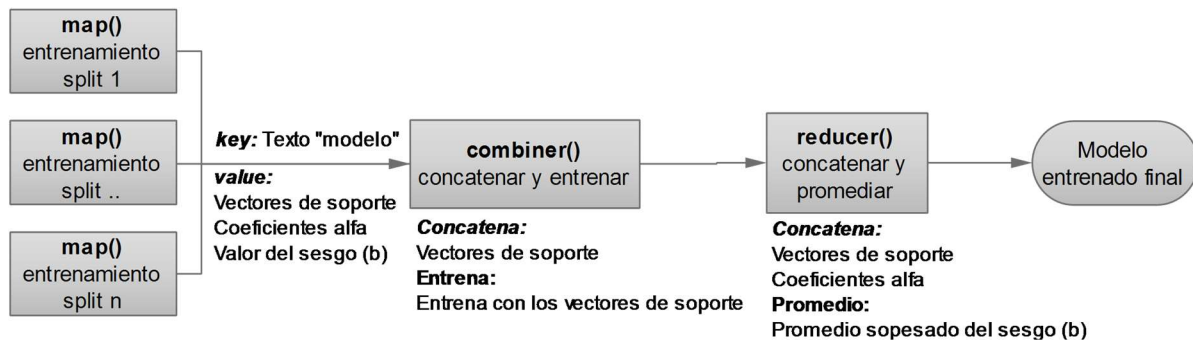 map()
entrenamiento
split 1
map()
entrenamiento
split ..
map()
entrenamiento
split n
key: Texto "modelo"
value:
Vectores de soporte
Coeficientes alfa
Valor del sesgo (b)
combiner()
concatenar y entrenar
Concatena:
Vectores de soporte
Entrena:
Entrena con los vectores de soporte
reducer()
concatenar y
promediar
Concatena:
Vectores de soporte
Coeficientes alfa
Promedio:
Promedio sopesado del sesgo (b)
Modelo
entrenado final